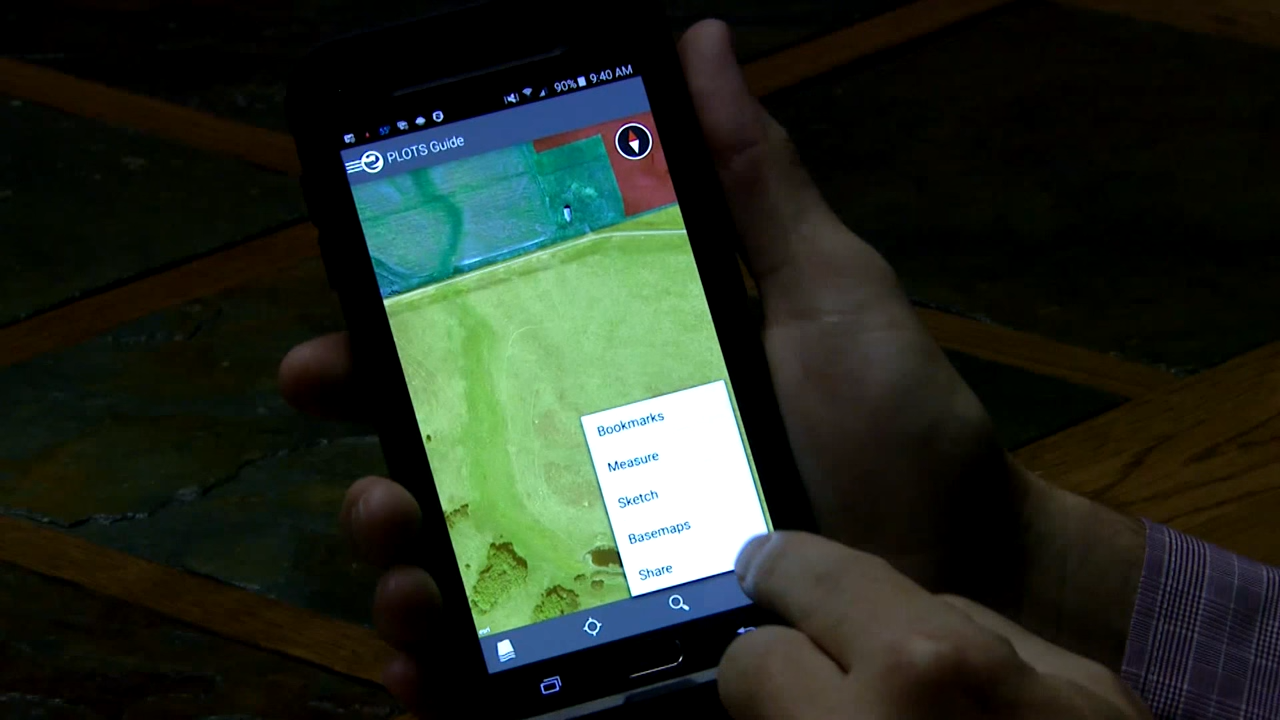 90% 9:40 AM
PLOTS Guide
Bookmarks
Measure
Sketch
Basemaps
Share